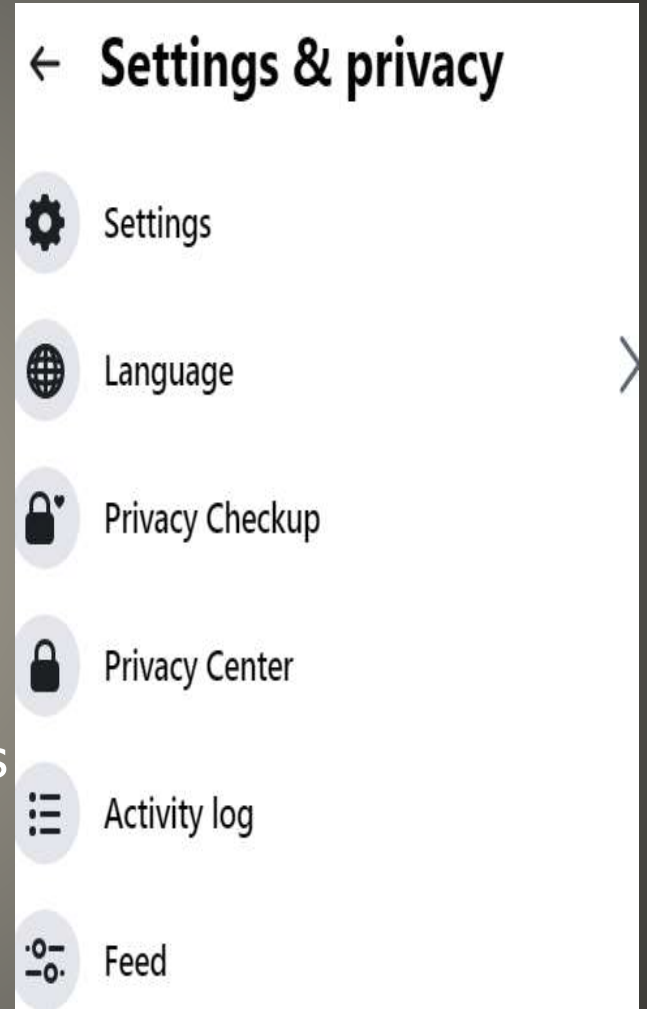 Settings & privacy
Settings
Language
Privacy Checkup
Privacy Center
s
Activity log
Feed